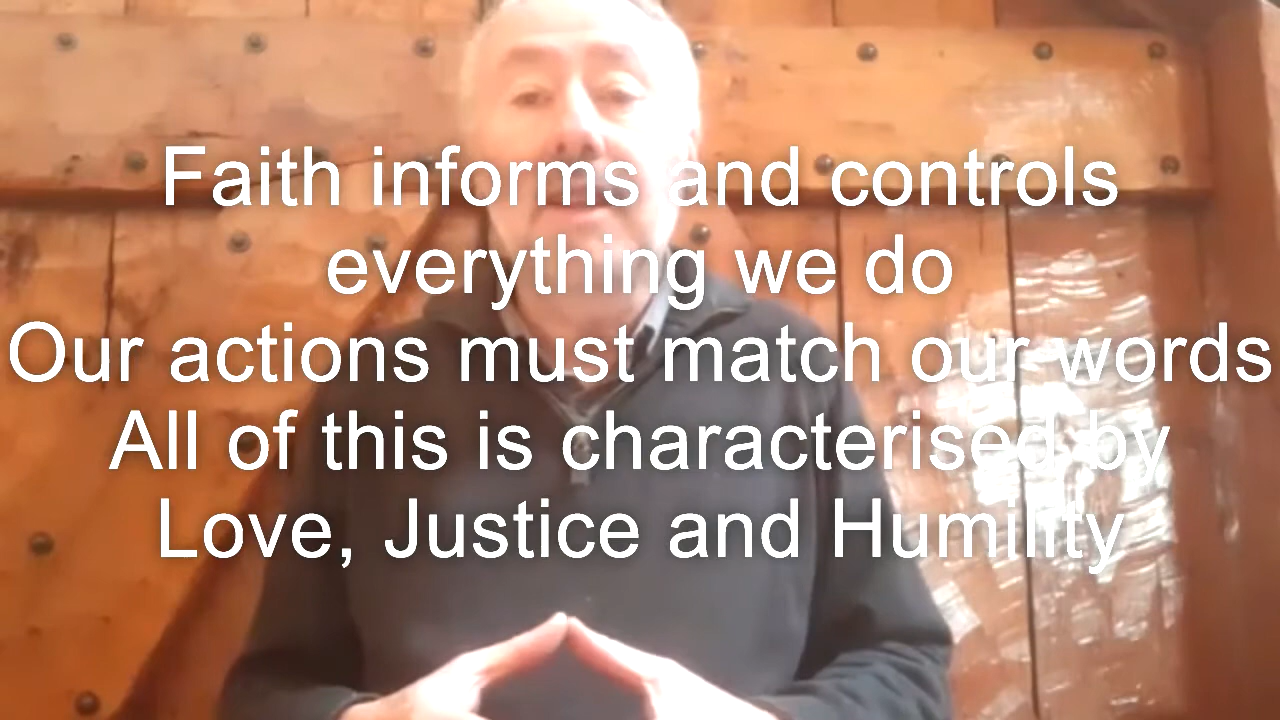 Faith informs and controls
everything we do
Our actions must match our words
All of this is characterised by
Love, Justice and Humility